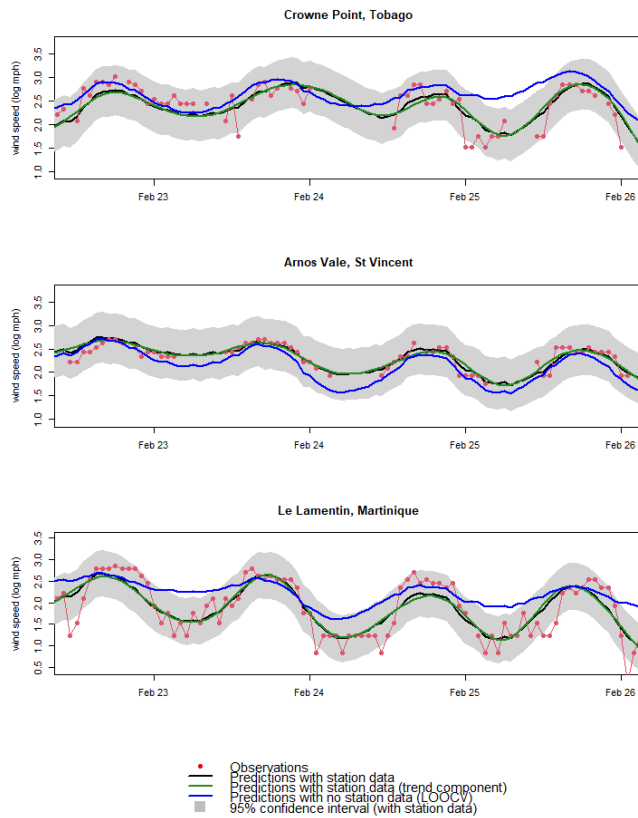 Crowne Point, Tobago
wind speed (log mph)
3.5
3.0
2.5
2.0
1.5
1.0
Feb 23
Feb 24
Feb 25
Feb 26
Arnos Vale, St Vincent
wind speed (log mph)
3.5
3.0
2.5
2.0
1.5
1.0
Feb 23
Feb 24
Feb 25
Feb 26
Le Lamentin, Martinique
wind speed (log mph)
3.5
3.0
2.5
2.0
1.5
1.0
0.5
Feb 23
Feb 24
Feb 25
Feb 26
Observations
Predictions with station data
Predictions with station data (trend component)
Predictions with no station data (LOOCV)
95% confidence interval (with station data)